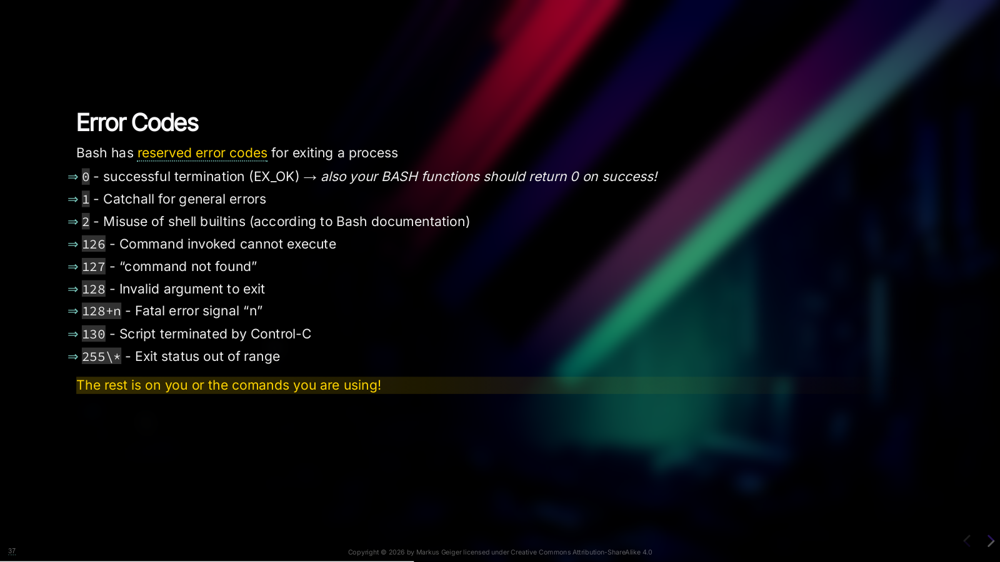 Error Codes
Bash has reserved error codes for exiting a process
⇒ 0 - successful termination (EX_OK) → also your BASH functions should return 0 on success!
⇒ 1 - Catchall for general errors
⇒ 2 - Misuse of shell builtins (according to Bash documentation)
⇒ 126 - Command invoked cannot execute
⇒ 127 - “command not found”
⇒ 128 - Invalid argument to exit
⇒ 128+n - Fatal error signal “n”
⇒ 130 - Script terminated by Control-C
⇒ 255\* - Exit status out of range
The rest is on you or the comands you are using!
37
Copyright © 2026 by Markus Geiger licensed under Creative Commons Attribution-ShareAlike 4.0